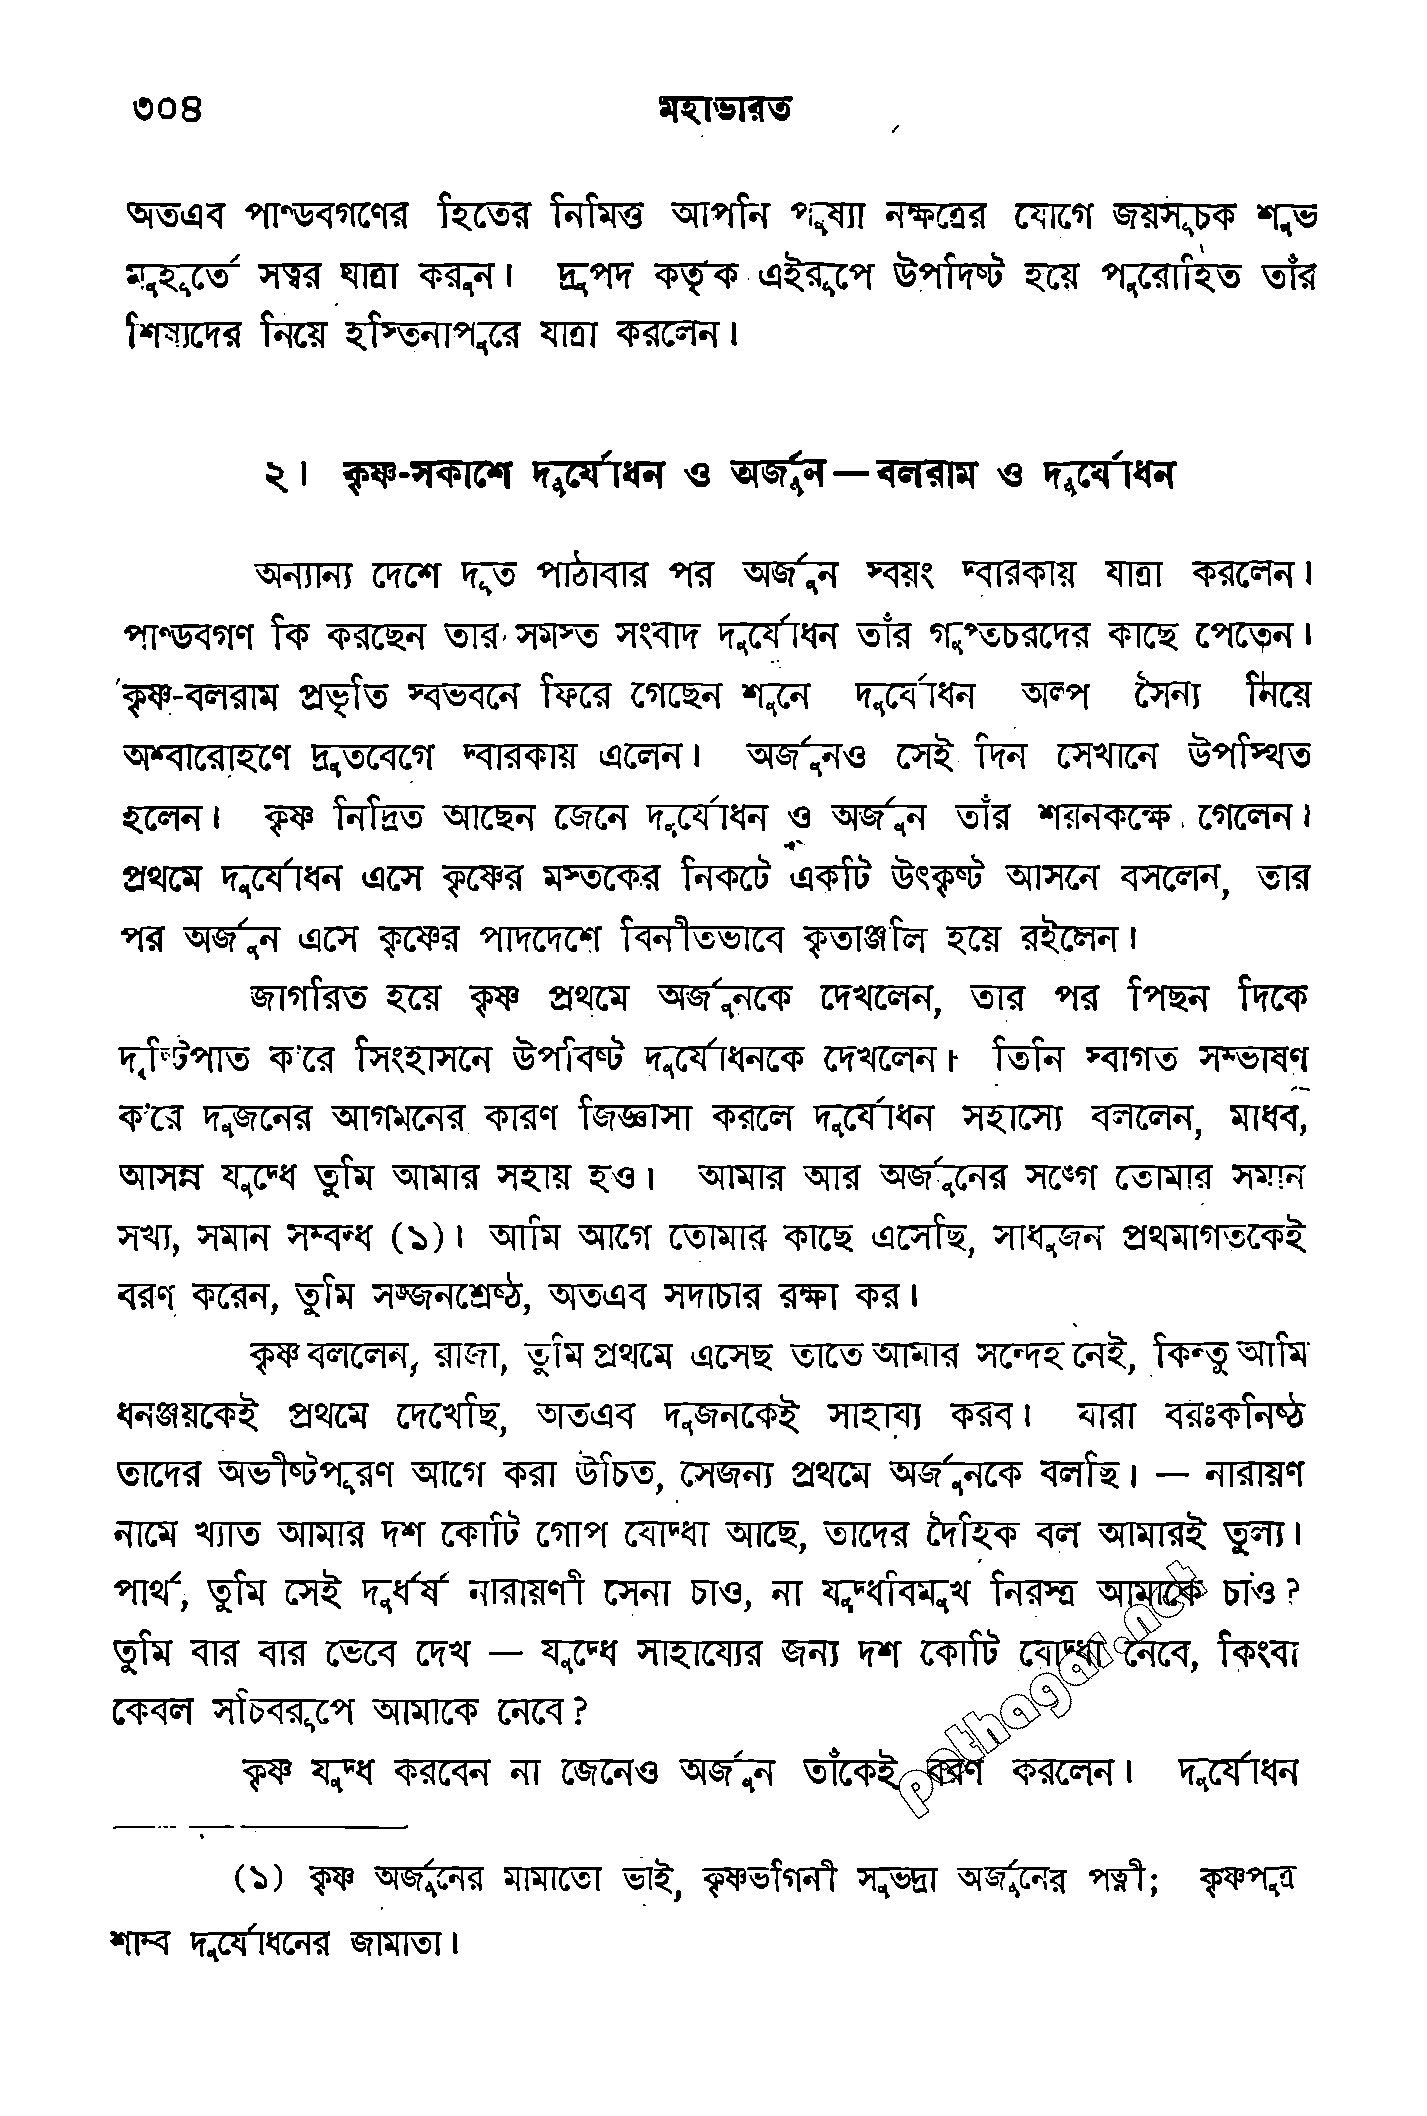 ৩০৪ মহাভারত
অতএব পাণ্ডবগণের হিতের নিমিত্ত আপনি পুষ্যা নক্ষত্রের যোগে জয়সূচক শুভ
মুহূর্তে সত্বর যাত্রা করুন। দ্রুপদ কর্তৃক এইরূপে উপদিষ্ট হয়ে পুরোহিত তাঁর
শিষ্যদের নিয়ে হস্তিনাপুরে যাত্রা করলেন।
২। কৃষ্ণ-সকাশে দুর্যোধন ও অর্জুন — বলরাম ও দুর্যোধন
অন্যান্য দেশে দূত পাঠাবার পর অর্জুন স্বয়ং দ্বারকায় যাত্রা করলেন।
পাণ্ডবগণ কি করছেন তার সমস্ত সংবাদ দুর্যোধন তাঁর গুপ্তচরদের কাছে পেতেন।
কৃষ্ণ-বলরাম প্রভৃতি স্বভবনে ফিরে গেছেন শুনে দুর্যোধন অল্প সৈন্য নিয়ে
অশ্বারোহণে দ্রুতবেগে দ্বারকায় এলেন। অর্জুনও সেই দিন সেখানে উপস্থিত
হলেন। কৃষ্ণ নিদ্রিত আছেন জেনে দুর্যোধন ও অর্জুন তাঁর শয়নকক্ষে গেলেন।
প্রথমে দুর্যোধন এসে কৃষ্ণের মস্তকের নিকটে একটি উৎকৃষ্ট আসনে বসলেন, তার
পর অর্জুন এসে কৃষ্ণের পাদদেশে বিনীতভাবে কৃতাঞ্জলি হয়ে রইলেন।
জাগরিত হয়ে কৃষ্ণ প্রথমে অর্জুনকে দেখলেন, তার পর পিছন দিকে
দৃষ্টিপাত ক'রে সিংহাসনে উপবিষ্ট দুর্যোধনকে দেখলেন। তিনি স্বাগত সম্ভাষণ
ক'রে দুজনের আগমনের কারণ জিজ্ঞাসা করলে দুর্যোধন সহাস্যে বললেন, মাধব,
আসন্ন যুদ্ধে তুমি আমার সহায় হও। আমার আর অর্জুনের সঙ্গে তোমার সমান
সখ্য, সমান সম্বন্ধ (১)। আমি আগে তোমার কাছে এসেছি, সাধুজন প্রথমাগতকেই
বরণ করেন, তুমি সজ্জনশ্রেষ্ঠ, অতএব সদাচার রক্ষা কর।
কৃষ্ণ বললেন, রাজা, তুমি প্রথমে এসেছ তাতে আমার সন্দেহ নেই, কিন্তু আমি
ধনঞ্জয়কেই প্রথমে দেখেছি, অতএব দুজনকেই সাহায্য করব। যারা বয়ঃকনিষ্ঠ
তাদের অভীষ্টপূরণ আগে করা উচিত, সেজন্য প্রথমে অর্জুনকে বলছি। — নারায়ণ
নামে খ্যাত আমার দশ কোটি গোপ যোদ্ধা আছে, তাদের দৈহিক বল আমারই তুল্য।
পার্থ, তুমি সেই দুর্ধর্ষ নারায়ণী সেনা চাও, না যুদ্ধবিমুখ নিরস্ত্র আমাকে চাও?
তুমি বার বার ভেবে দেখ — যুদ্ধে সাহায্যের জন্য দশ কোটি যোদ্ধা নেবে, কিংবা
কেবল সচিবরূপে আমাকে নেবে?
কৃষ্ণ যুদ্ধ করবেন না জেনেও অর্জুন তাঁকেই বরণ করলেন। দুর্যোধন
(১) কৃষ্ণ অর্জুনের মামাতো ভাই, কৃষ্ণভগিনী সুভদ্রা অর্জুনের পত্নী; কৃষ্ণপুত্র
শাম্ব দুর্যোধনের জামাতা।
pathagar.net